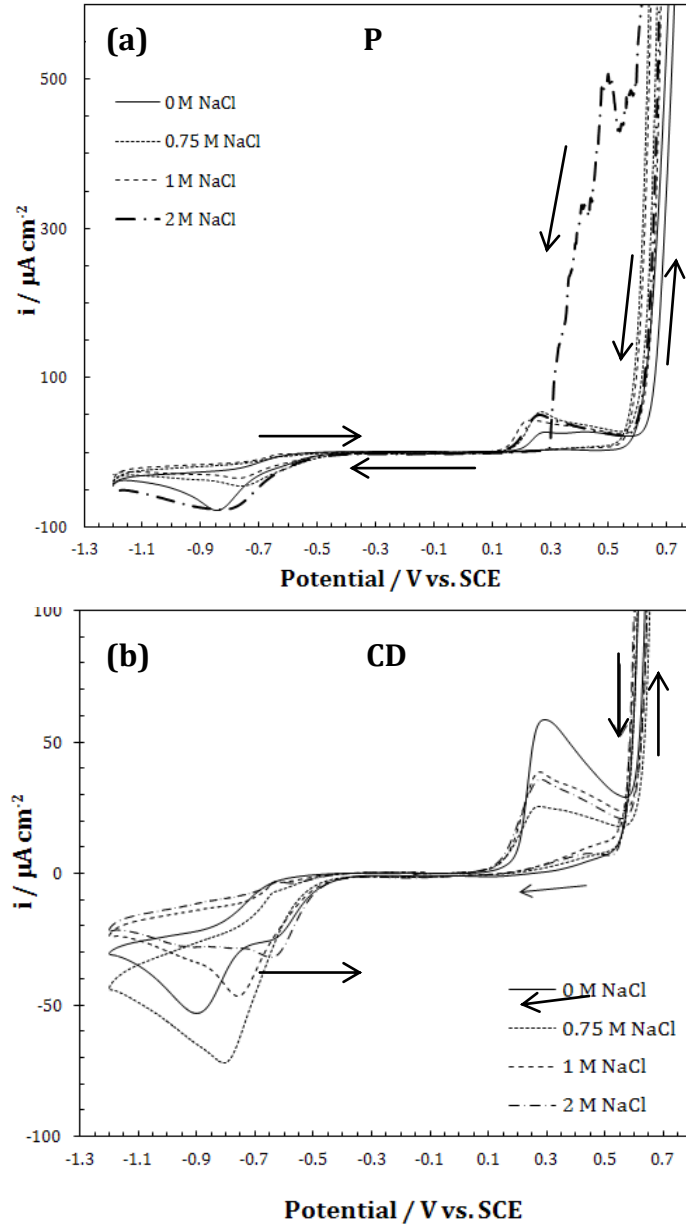 (a)
P
500
300
100
-100
0 M NaCl
0.75 M NaCl
1 M NaCl
2 M NaCl
i / µA cm⁻²
-1.3 -1.1 -0.9 -0.7 -0.5 -0.3 -0.1 0.1 0.3 0.5 0.7
Potential / V vs. SCE
(b)
CD
100
50
0
-50
-100
i / µA cm⁻²
0 M NaCl
0.75 M NaCl
1 M NaCl
2 M NaCl
-1.3 -1.1 -0.9 -0.7 -0.5 -0.3 -0.1 0.1 0.3 0.5 0.7
Potential / V vs. SCE